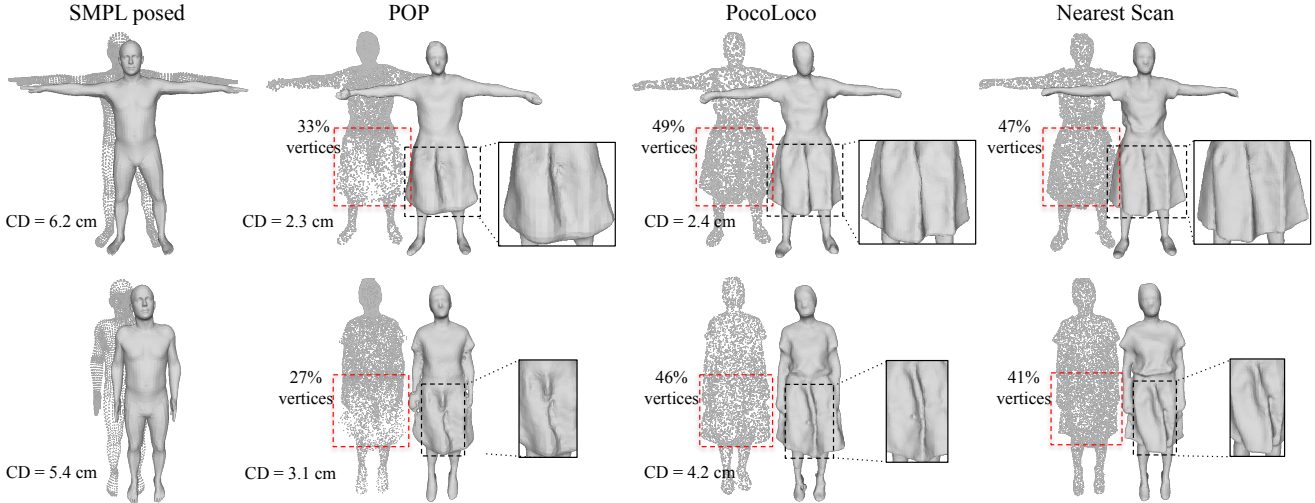 SMPL posed
POP
PocoLoco
Nearest Scan
33%
vertices
49%
vertices
47%
vertices
CD = 6.2 cm
CD = 2.3 cm
CD = 2.4 cm
27%
vertices
46%
vertices
41%
vertices
CD = 5.4 cm
CD = 3.1 cm
CD = 4.2 cm